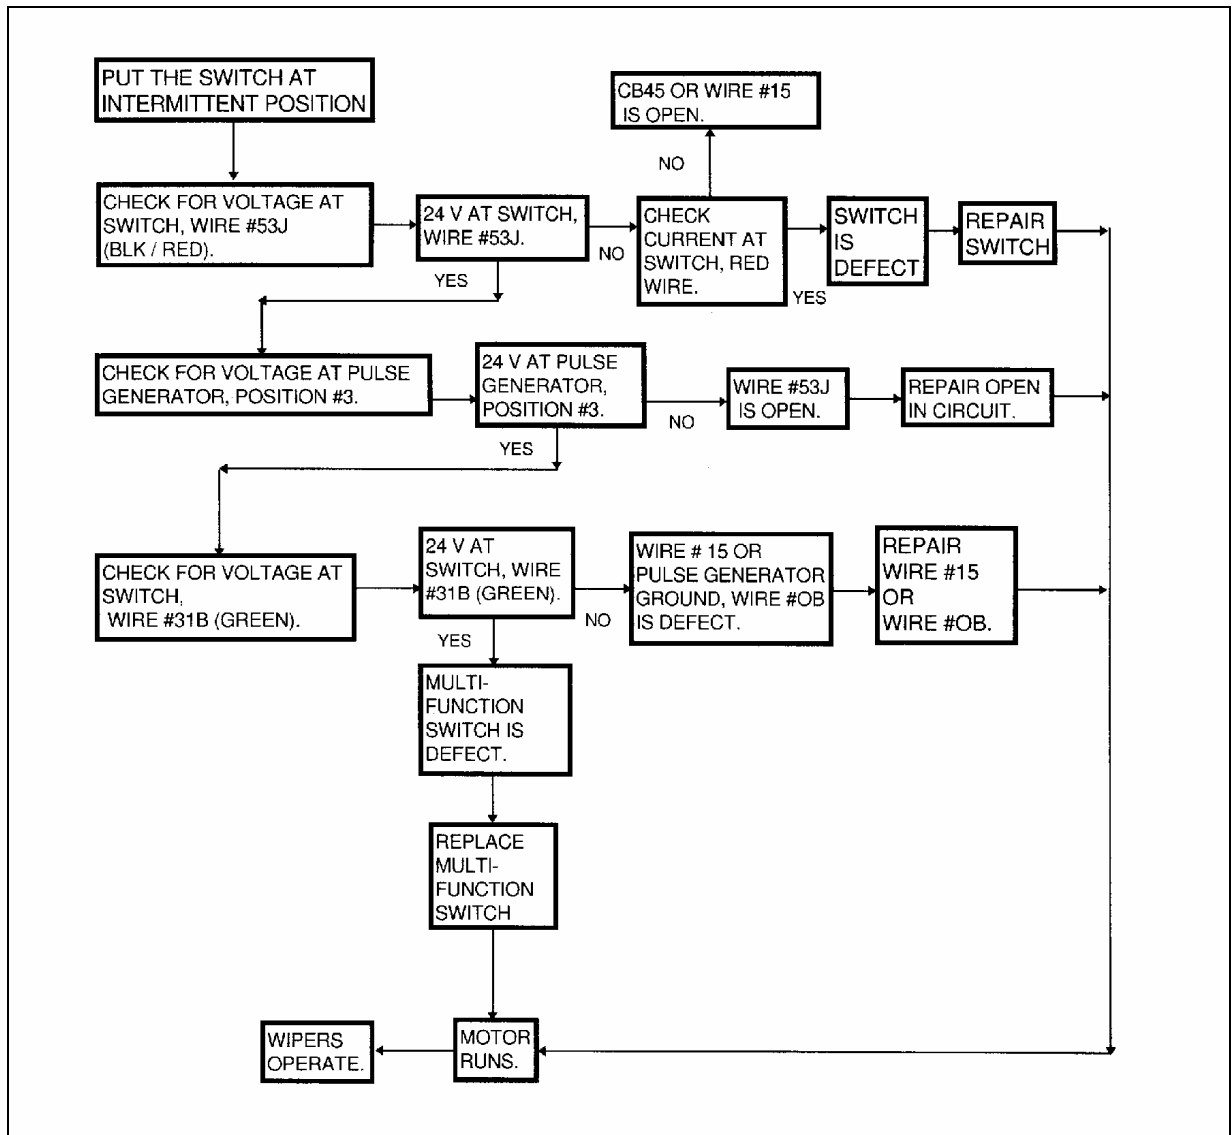 PUT THE SWITCH AT
INTERMITTENT POSITION
CB45 OR WIRE #15
IS OPEN.
NO
CHECK FOR VOLTAGE AT
SWITCH, WIRE #53J
(BLK / RED).
24 V AT SWITCH,
WIRE #53J.
NO
YES
CHECK
CURRENT AT
SWITCH, RED
WIRE.
YES
SWITCH
IS
DEFECT
REPAIR
SWITCH
CHECK FOR VOLTAGE AT PULSE
GENERATOR, POSITION #3.
24 V AT PULSE
GENERATOR,
POSITION #3.
NO
YES
WIRE #53J
IS OPEN.
REPAIR OPEN
IN CIRCUIT.
CHECK FOR VOLTAGE AT
SWITCH,
WIRE #31B (GREEN).
24 V AT
SWITCH, WIRE
#31B (GREEN).
NO
YES
WIRE # 15 OR
PULSE GENERATOR
GROUND, WIRE #OB
IS DEFECT.
REPAIR
WIRE #15
OR
WIRE #OB.
MULTI-
FUNCTION
SWITCH IS
DEFECT.
REPLACE
MULTI-
FUNCTION
SWITCH
WIPERS
OPERATE.
MOTOR
RUNS.